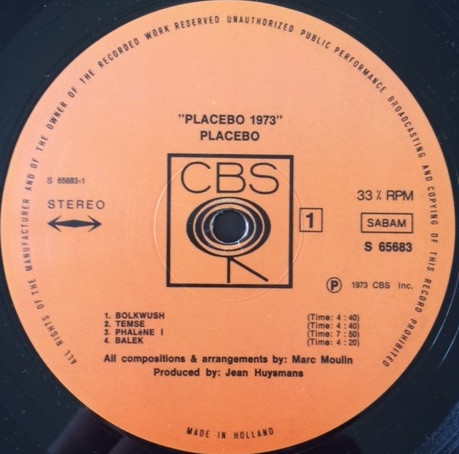 ALL RIGHTS OF THE MANUFACTURER AND OF THE OWNER OF THE RECORDED WORK RESERVED UNAUTHORIZED PUBLIC PERFORMANCE BROADCASTING AND COPYING OF THIS RECORD PROHIBITED
"PLACEBO 1973"
PLACEBO
CBS
S 65683-1
STEREO
1
33⅓ RPM
SABAM
S 65683
Ⓟ 1973 CBS Inc.
1. BOLKWUSH (Time: 4:40)
2. TEMSE (Time: 4:40)
3. PHALèNE I (Time: 7:50)
4. BALEK (Time: 4:20)
All compositions & arrangements by: Marc Moulin
Produced by: Jean Huysmans
MADE IN HOLLAND